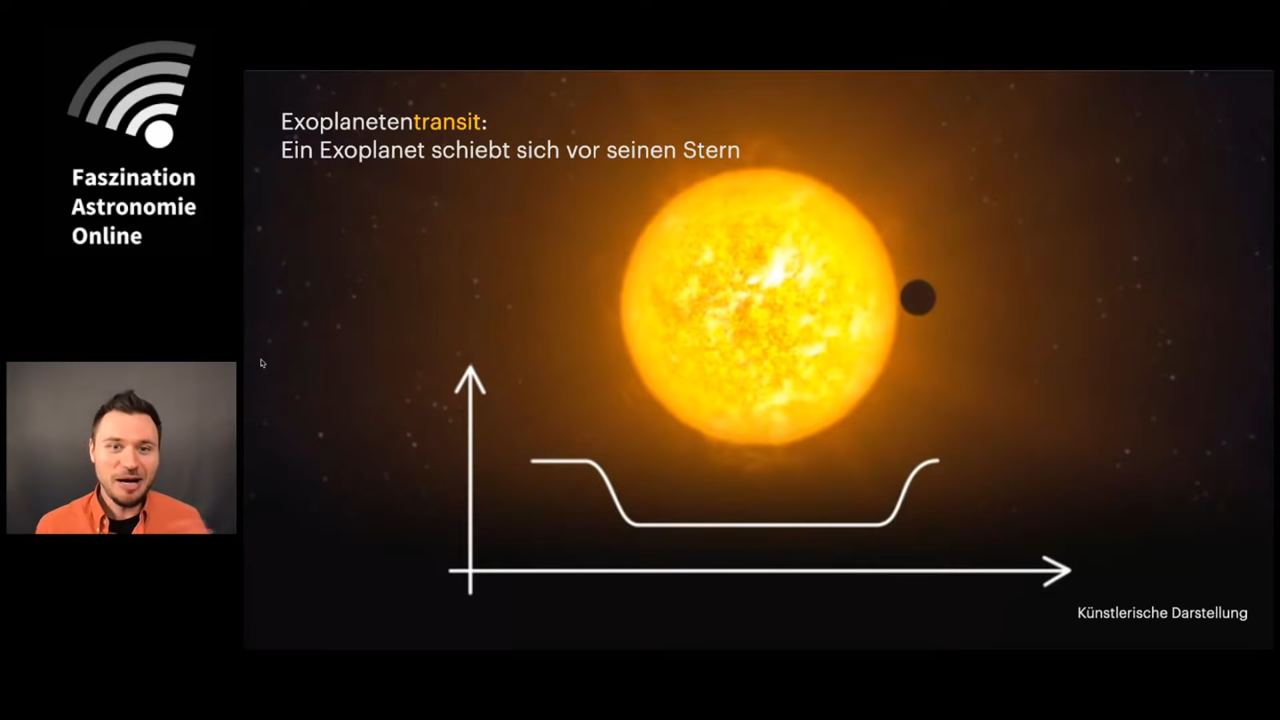 Faszination
Astronomie
Online
Exoplanetentransit:
Ein Exoplanet schiebt sich vor seinen Stern
Künstlerische Darstellung